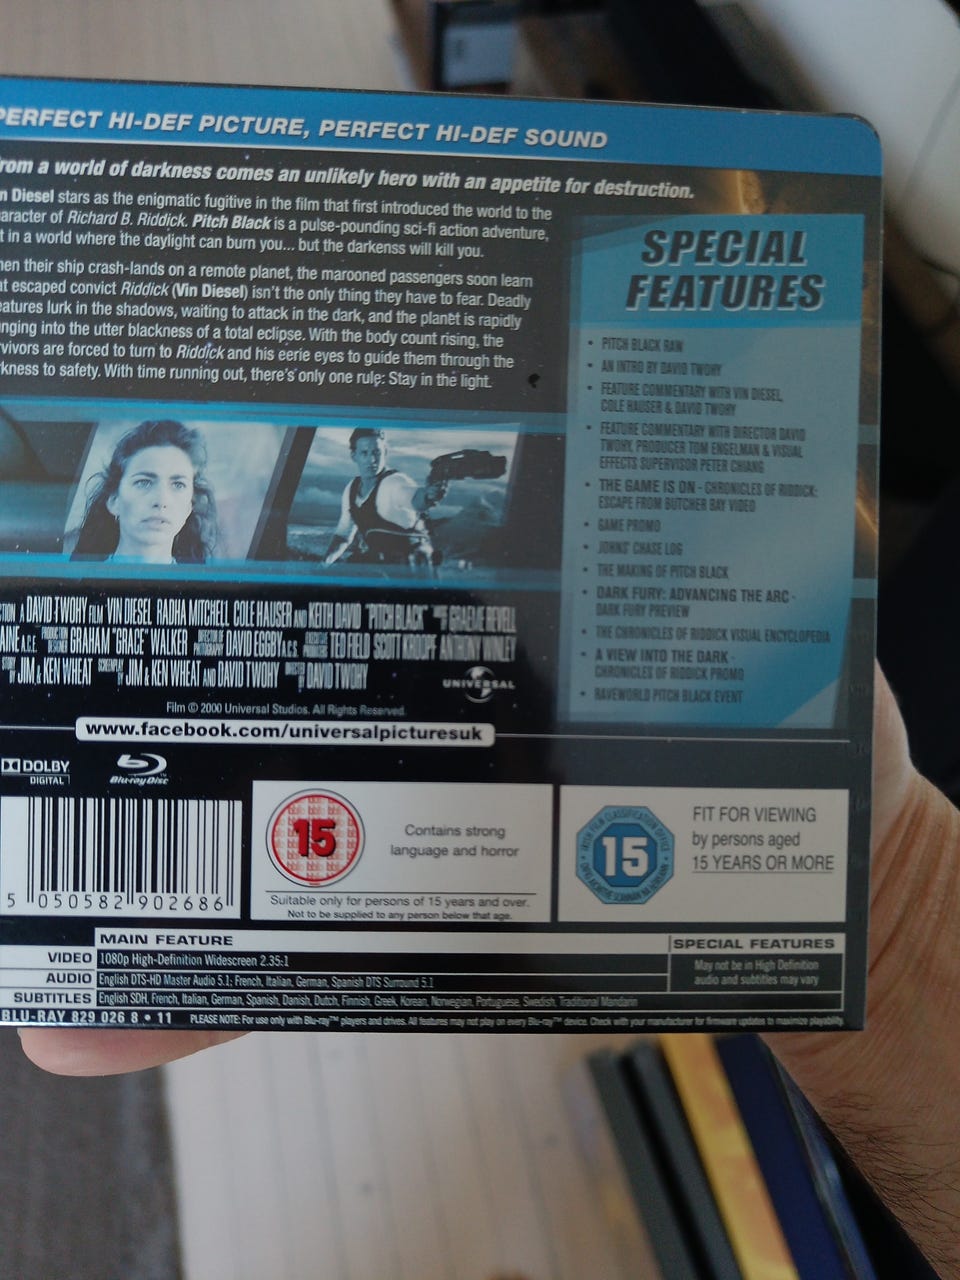 PERFECT HI-DEF PICTURE, PERFECT HI-DEF SOUND
rom a world of darkness comes an unlikely hero with an appetite for destruction.
n Diesel stars as the enigmatic fugitive in the film that first introduced the world to the
aracter of Richard B. Riddick. Pitch Black is a pulse-pounding sci-fi action adventure,
t in a world where the daylight can burn you... but the darkenss will kill you.
hen their ship crash-lands on a remote planet, the marooned passengers soon learn
at escaped convict Riddick (Vin Diesel) isn't the only thing they have to fear. Deadly
eatures lurk in the shadows, waiting to attack in the dark, and the planet is rapidly
nging into the utter blackness of a total eclipse. With the body count rising, the
rvivors are forced to turn to Riddick and his eerie eyes to guide them through the
rkness to safety. With time running out, there's only one rule: Stay in the light.
SPECIAL
FEATURES
• PITCH BLACK RAW
• AN INTRO BY DAVID TWOHY
• FEATURE COMMENTARY WITH VIN DIESEL,
COLE HAUSER & DAVID TWOHY
• FEATURE COMMENTARY WITH DIRECTOR DAVID
TWOHY, PRODUCER TOM ENGELMAN & VISUAL
EFFECTS SUPERVISOR PETER CHIANG
• THE GAME IS ON - CHRONICLES OF RIDDICK:
ESCAPE FROM BUTCHER BAY VIDEO
• GAME PROMO
• JOHNS' CHASE LOG
• THE MAKING OF PITCH BLACK
• DARK FURY: ADVANCING THE ARC -
DARK FURY PREVIEW
• THE CHRONICLES OF RIDDICK VISUAL ENCYCLOPEDIA
• A VIEW INTO THE DARK -
CHRONICLES OF RIDDICK PROMO
• RAVEWORLD PITCH BLACK EVENT
CTION A DAVID TWOHY FILM VIN DIESEL RADHA MITCHELL COLE HAUSER AND KEITH DAVID "PITCH BLACK" GRAEME REVELL
AINE A.C.E. PRODUCTION DESIGNER GRAHAM "GRACE" WALKER DIRECTOR OF PHOTOGRAPHY DAVID EGGBY A.C.S. EXECUTIVE PRODUCERS TED FIELD SCOTT KROOPF ANTHONY WINLEY
STORY BY JIM & KEN WHEAT SCREENPLAY BY JIM & KEN WHEAT AND DAVID TWOHY DIRECTED BY DAVID TWOHY
UNIVERSAL
Film © 2000 Universal Studios. All Rights Reserved.
www.facebook.com/universalpicturesuk
DOLBY
DIGITAL
Blu-ray Disc
5 050582 902686
15
Contains strong
language and horror
Suitable only for persons of 15 years and over.
Not to be supplied to any person below that age.
15
FIT FOR VIEWING
by persons aged
15 YEARS OR MORE
MAIN FEATURE
SPECIAL FEATURES
VIDEO 1080p High-Definition Widescreen 2.35:1
AUDIO English DTS-HD Master Audio 5.1; French, Italian, German, Spanish DTS Surround 5.1
May not be in High Definition
audio and subtitles may vary
SUBTITLES English SDH, French, Italian, German, Spanish, Danish, Dutch, Finnish, Greek, Korean, Norwegian, Portuguese, Swedish, Traditional Mandarin
BLU-RAY 829 026 8 • 11 PLEASE NOTE: For use only with Blu-ray™ players and drives. All features may not play on every Blu-ray™ device. Check with your manufacturer for firmware updates to maximize playability.